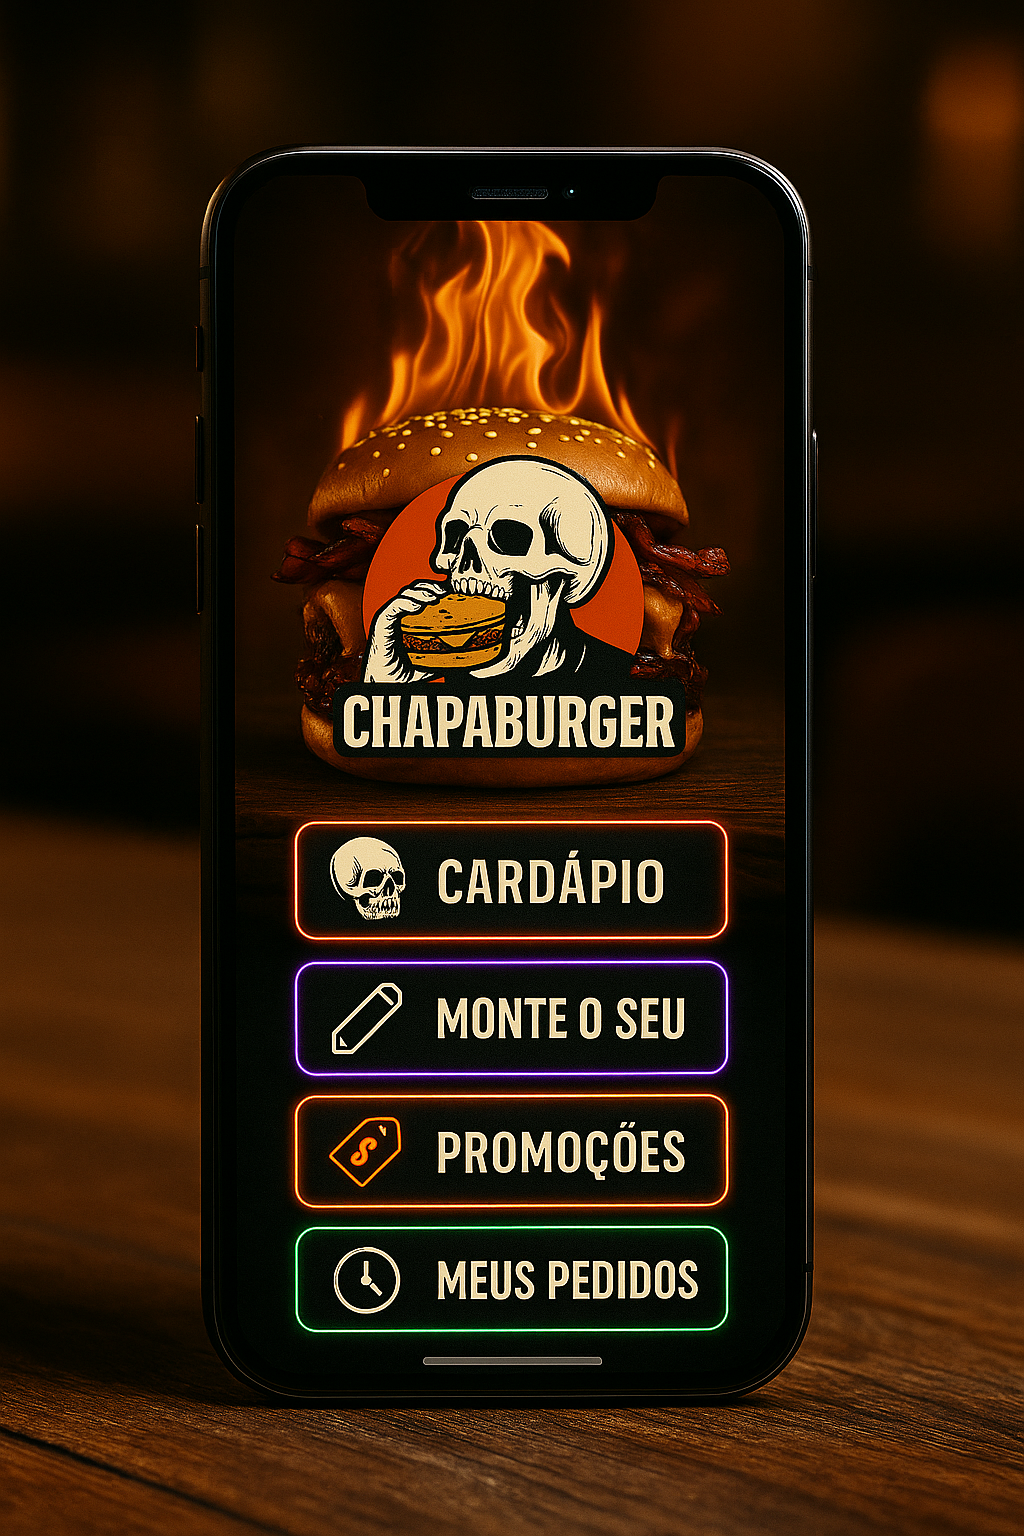 CHAPABURGER
CARDÁPIO
MONTE O SEU
$
PROMOÇÕES
MEUS PEDIDOS